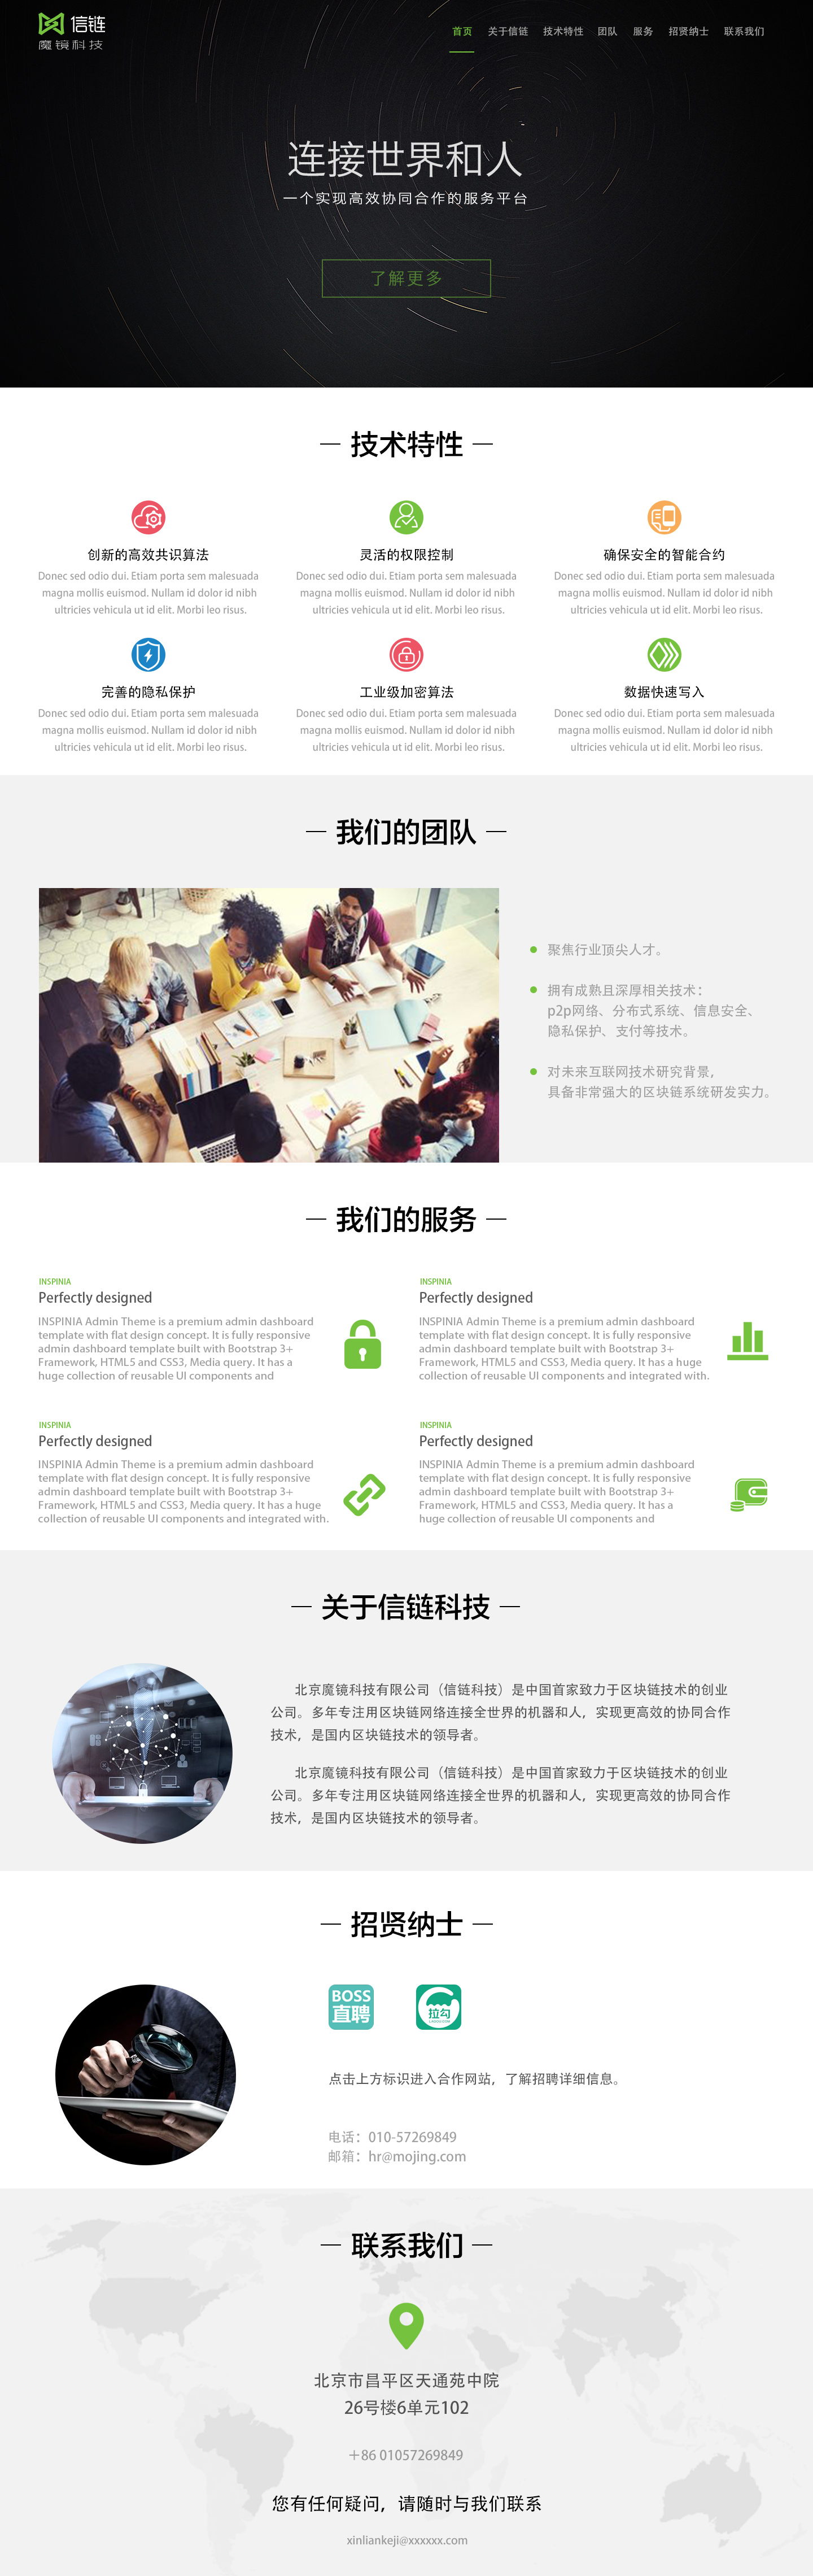 信链
魔镜科技
首页 关于信链 技术特性 团队 服务 招贤纳士 联系我们
连接世界和人
一个实现高效协同合作的服务平台
了解更多
技术特性
创新的高效共识算法
Donec sed odio dui. Etiam porta sem malesuada
magna mollis euismod. Nullam id dolor id nibh
ultricies vehicula ut id elit. Morbi leo risus.
灵活的权限控制
Donec sed odio dui. Etiam porta sem malesuada
magna mollis euismod. Nullam id dolor id nibh
ultricies vehicula ut id elit. Morbi leo risus.
确保安全的智能合约
Donec sed odio dui. Etiam porta sem malesuada
magna mollis euismod. Nullam id dolor id nibh
ultricies vehicula ut id elit. Morbi leo risus.
完善的隐私保护
Donec sed odio dui. Etiam porta sem malesuada
magna mollis euismod. Nullam id dolor id nibh
ultricies vehicula ut id elit. Morbi leo risus.
工业级加密算法
Donec sed odio dui. Etiam porta sem malesuada
magna mollis euismod. Nullam id dolor id nibh
ultricies vehicula ut id elit. Morbi leo risus.
数据快速写入
Donec sed odio dui. Etiam porta sem malesuada
magna mollis euismod. Nullam id dolor id nibh
ultricies vehicula ut id elit. Morbi leo risus.
我们的团队
聚焦行业顶尖人才。
拥有成熟且深厚相关技术：
p2p网络、分布式系统、信息安全、
隐私保护、支付等技术。
对未来互联网技术研究背景，
具备非常强大的区块链系统研发实力。
我们的服务
INSPINIA
Perfectly designed
INSPINIA Admin Theme is a premium admin dashboard
template with flat design concept. It is fully responsive
admin dashboard template built with Bootstrap 3+
Framework, HTML5 and CSS3, Media query. It has a
huge collection of reusable UI components and
INSPINIA
Perfectly designed
INSPINIA Admin Theme is a premium admin dashboard
template with flat design concept. It is fully responsive
admin dashboard template built with Bootstrap 3+
Framework, HTML5 and CSS3, Media query. It has a huge
collection of reusable UI components and integrated with.
INSPINIA
Perfectly designed
INSPINIA Admin Theme is a premium admin dashboard
template with flat design concept. It is fully responsive
admin dashboard template built with Bootstrap 3+
Framework, HTML5 and CSS3, Media query. It has a huge
collection of reusable UI components and integrated with.
INSPINIA
Perfectly designed
INSPINIA Admin Theme is a premium admin dashboard
template with flat design concept. It is fully responsive
admin dashboard template built with Bootstrap 3+
Framework, HTML5 and CSS3, Media query. It has a
huge collection of reusable UI components and
关于信链科技
北京魔镜科技有限公司（信链科技）是中国首家致力于区块链技术的创业
公司。多年专注用区块链网络连接全世界的机器和人，实现更高效的协同合作
技术，是国内区块链技术的领导者。
北京魔镜科技有限公司（信链科技）是中国首家致力于区块链技术的创业
公司。多年专注用区块链网络连接全世界的机器和人，实现更高效的协同合作
技术，是国内区块链技术的领导者。
招贤纳士
BOSS
直聘
拉勾
点击上方标识进入合作网站，了解招聘详细信息。
电话：010-57269849
邮箱：hr@mojing.com
联系我们
北京市昌平区天通苑中院
26号楼6单元102
+86 01057269849
您有任何疑问，请随时与我们联系
xinliankeji@xxxxxx.com